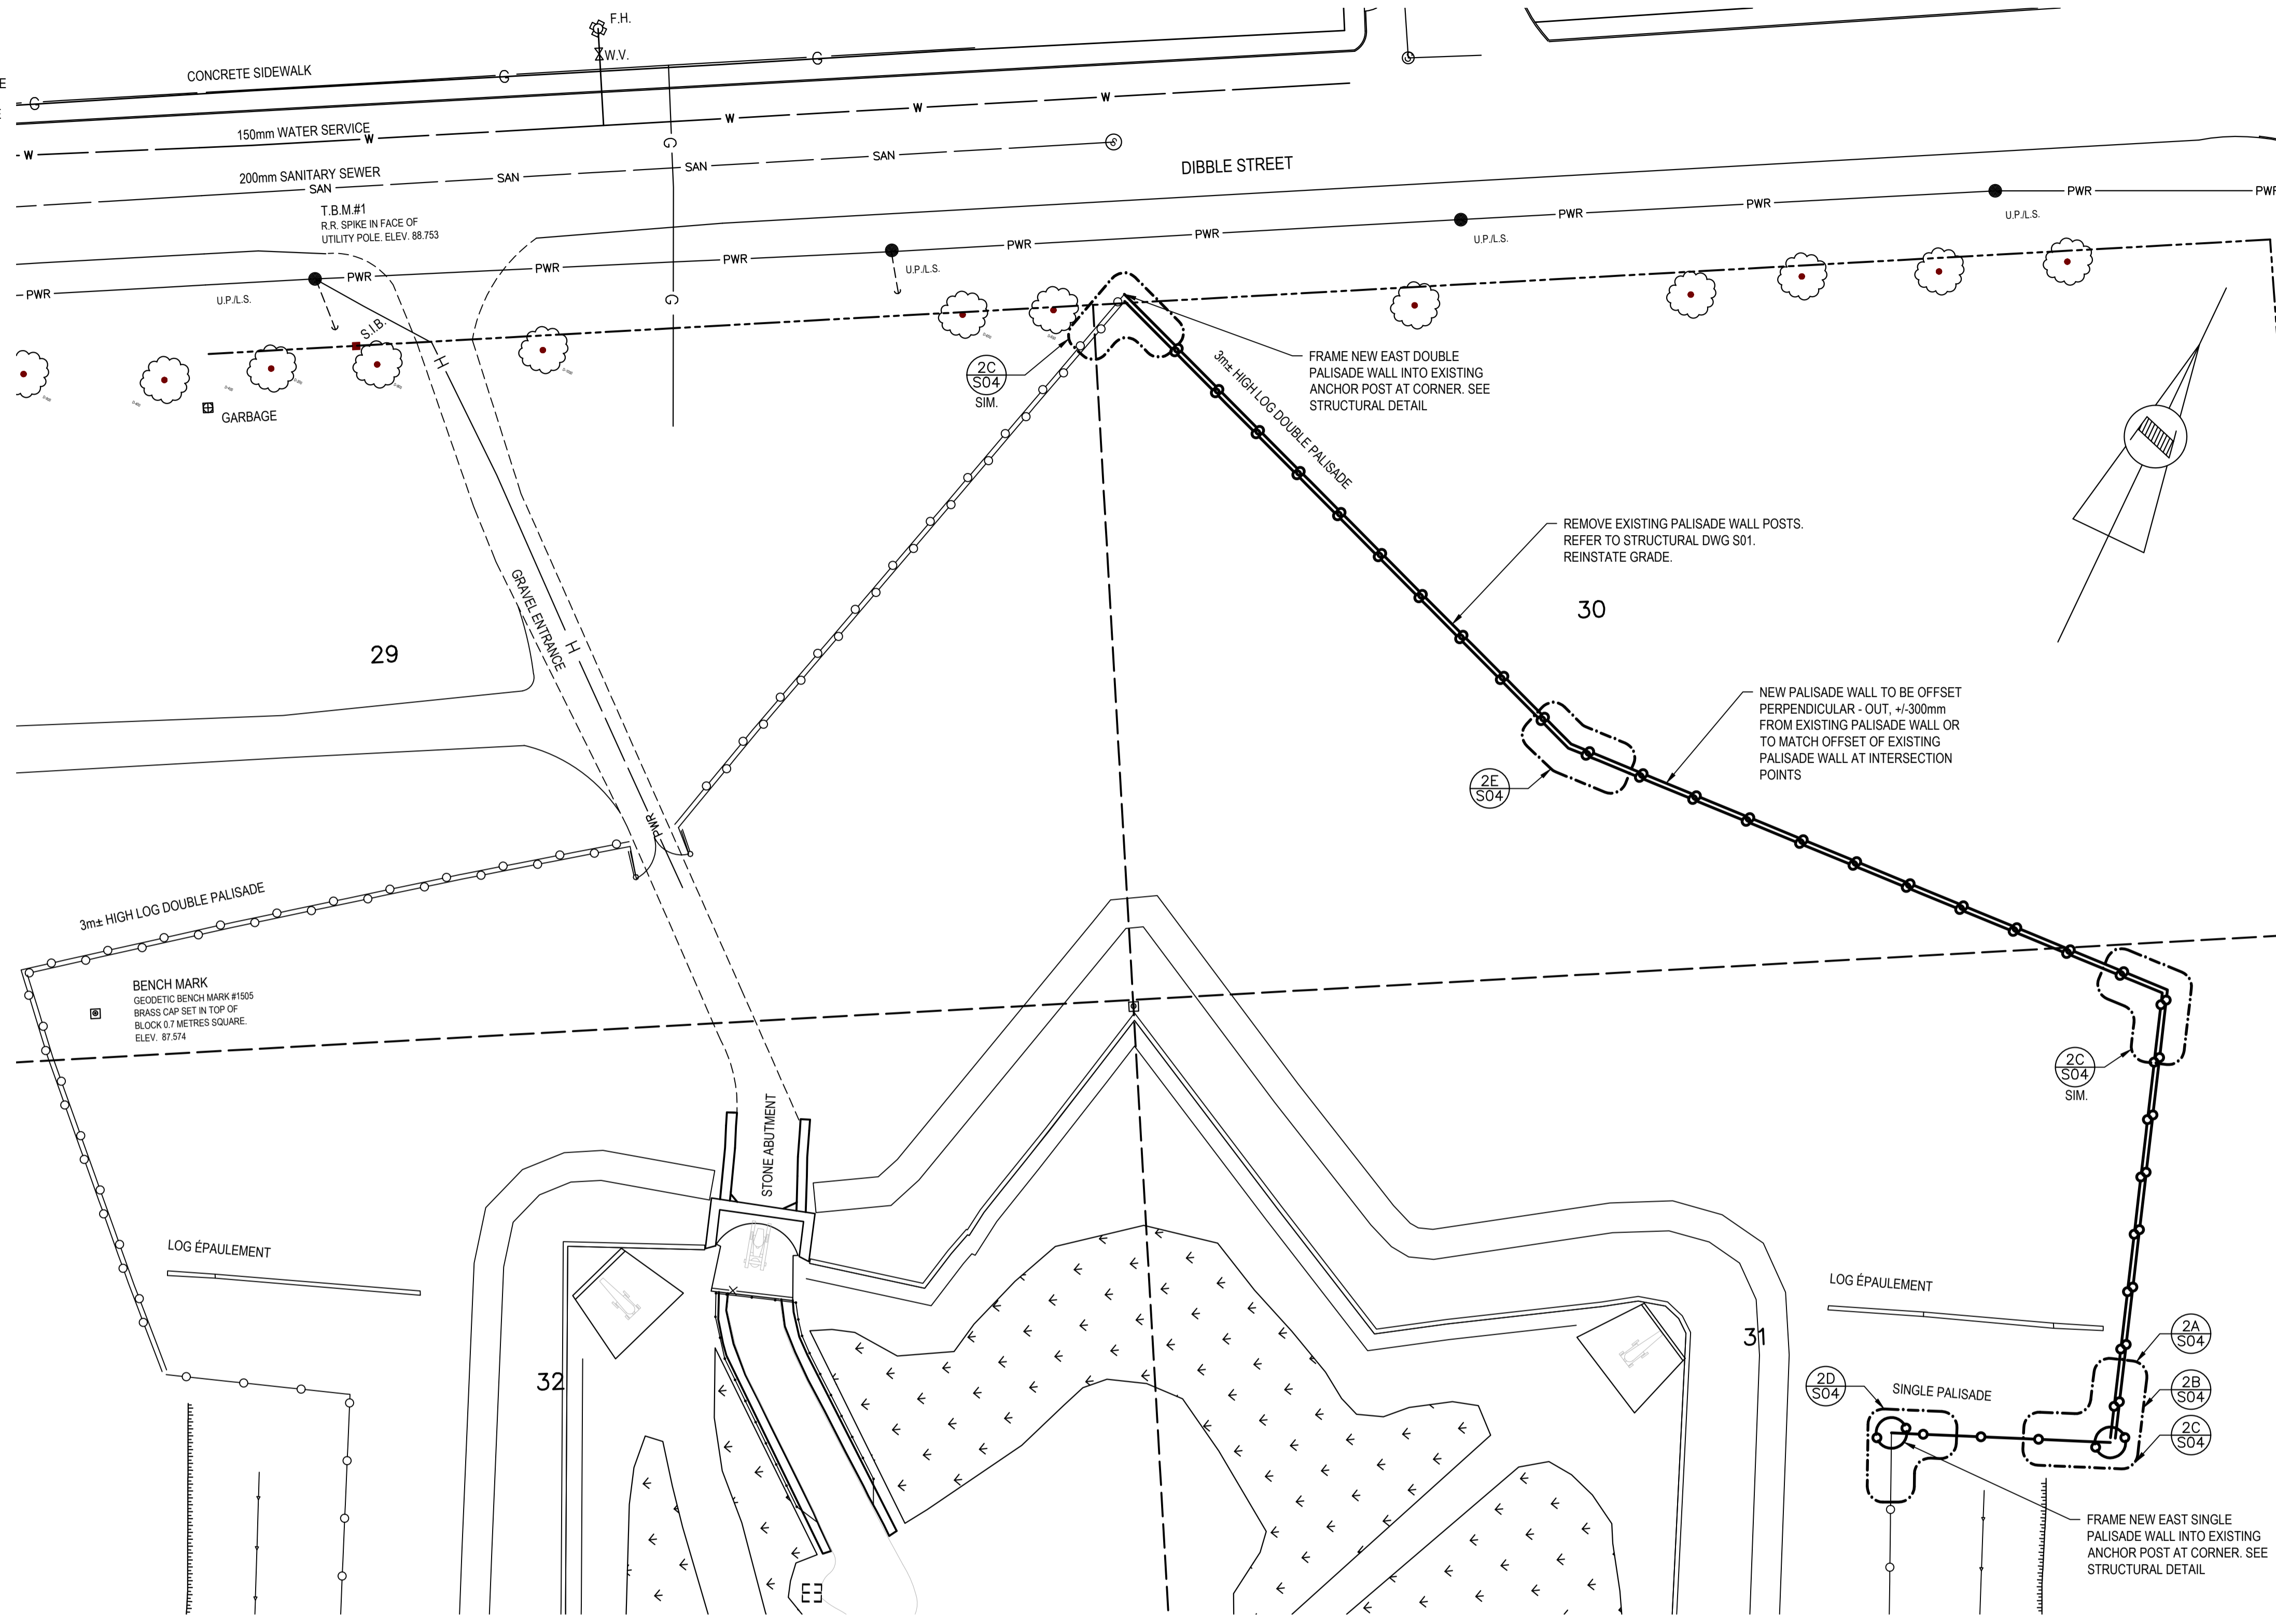 F.H.
W.V.
CONCRETE SIDEWALK
E
G
G
G
150mm WATER SERVICE
W
W
W
W
W
G
200mm SANITARY SEWER
SAN
SAN
SAN
SAN
S
DIBBLE STREET
T.B.M.#1
R.R. SPIKE IN FACE OF
UTILITY POLE. ELEV. 88.753
PWR
PWR
PWR
PWR
PWR
PWR
PWR
PWR
PWR
PWR
PWR
U.P./L.S.
U.P./L.S.
U.P./L.S.
U.P./L.S.
G
S.I.B.
H
GARBAGE
2C
S04
SIM.
FRAME NEW EAST DOUBLE
PALISADE WALL INTO EXISTING
ANCHOR POST AT CORNER. SEE
STRUCTURAL DETAIL
3m± HIGH LOG DOUBLE PALISADE
REMOVE EXISTING PALISADE WALL POSTS.
REFER TO STRUCTURAL DWG S01.
REINSTATE GRADE.
30
29
GRAVEL ENTRANCE
H
NEW PALISADE WALL TO BE OFFSET
PERPENDICULAR - OUT, +/-300mm
FROM EXISTING PALISADE WALL OR
TO MATCH OFFSET OF EXISTING
PALISADE WALL AT INTERSECTION
POINTS
2E
S04
PWR
3m± HIGH LOG DOUBLE PALISADE
BENCH MARK
GEODETIC BENCH MARK #1505
BRASS CAP SET IN TOP OF
BLOCK 0.7 METRES SQUARE.
ELEV. 87.574
2C
S04
SIM.
STONE ABUTMENT
LOG ÉPAULEMENT
LOG ÉPAULEMENT
31
32
2A
S04
2D
S04
SINGLE PALISADE
2B
S04
2C
S04
FRAME NEW EAST SINGLE
PALISADE WALL INTO EXISTING
ANCHOR POST AT CORNER. SEE
STRUCTURAL DETAIL